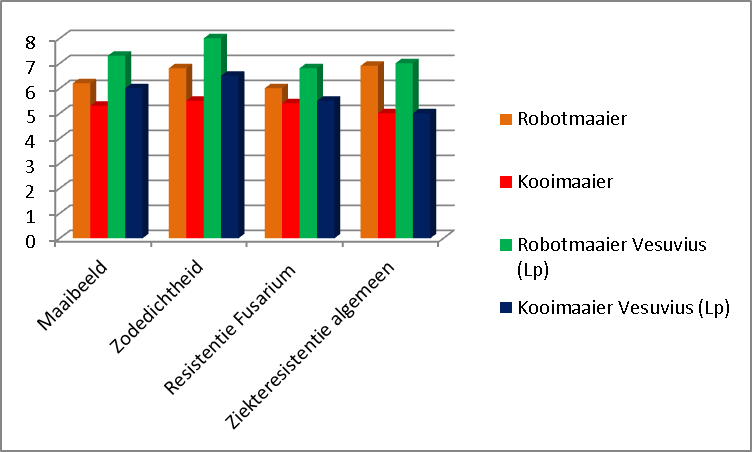 8
7
6
5
4
3
2
1
0
Maaibeeld
Zodedichtheid
Resistentie Fusarium
Ziekteresistentie algemeen
Robotmaaier
Kooimaaier
Robotmaaier Vesuvius
(Lp)
Kooimaaier Vesuvius (Lp)